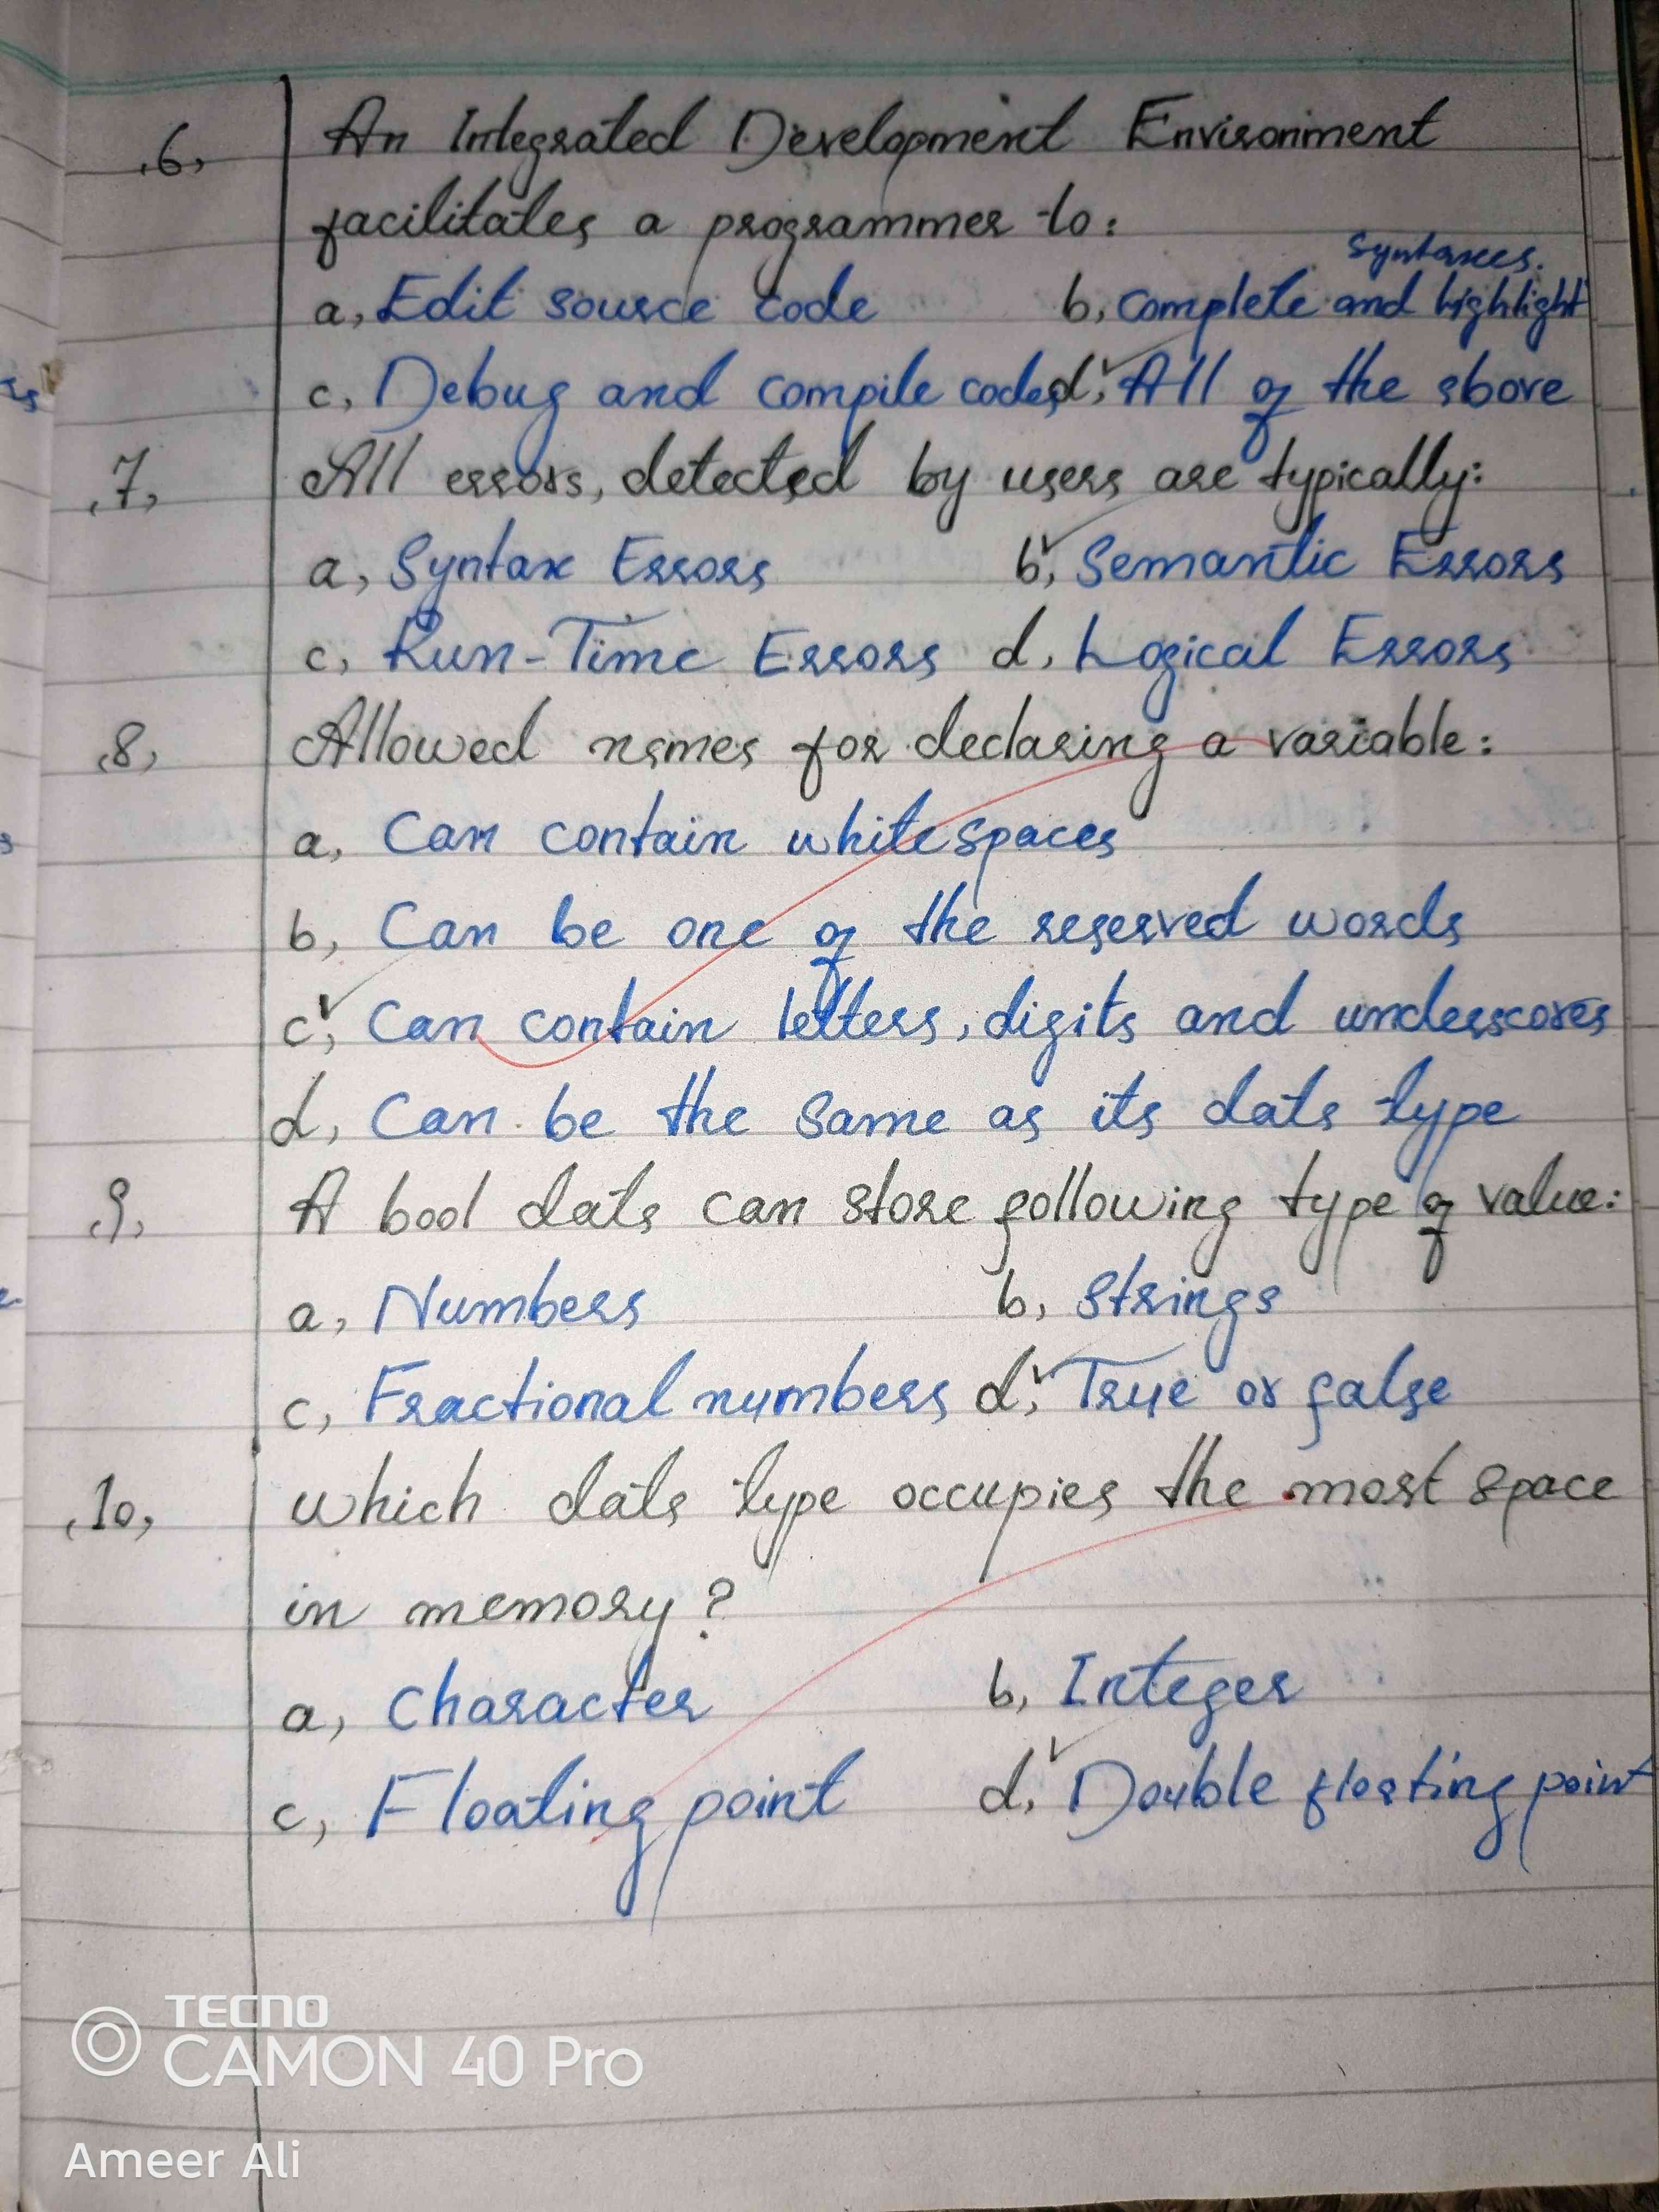 ,6, An Integrated Development Environment
facilitates a programmer to:
syntaxes.
a, Edit source code b, Complete and highlight
c, Debug and compile codes d, All of the above
,7, All errors, detected by users are typically:
a, Syntax Errors b, Semantic Errors
c, Run-Time Errors d, Logical Errors
,8, Allowed names for declaring a variable:
a, Can contain whitespaces
b, Can be one of the reserved words
c, Can contain letters, digits and underscores
d, Can be the same as its data type
,9, A bool data can store following type of value:
a, Numbers b, Strings
c, Fractional numbers d, True or false
,10, which data type occupies the most space
in memory?
a, Character b, Integer
c, Floating point d, Double floating point
TECNO
CAMON 40 Pro
Ameer Ali